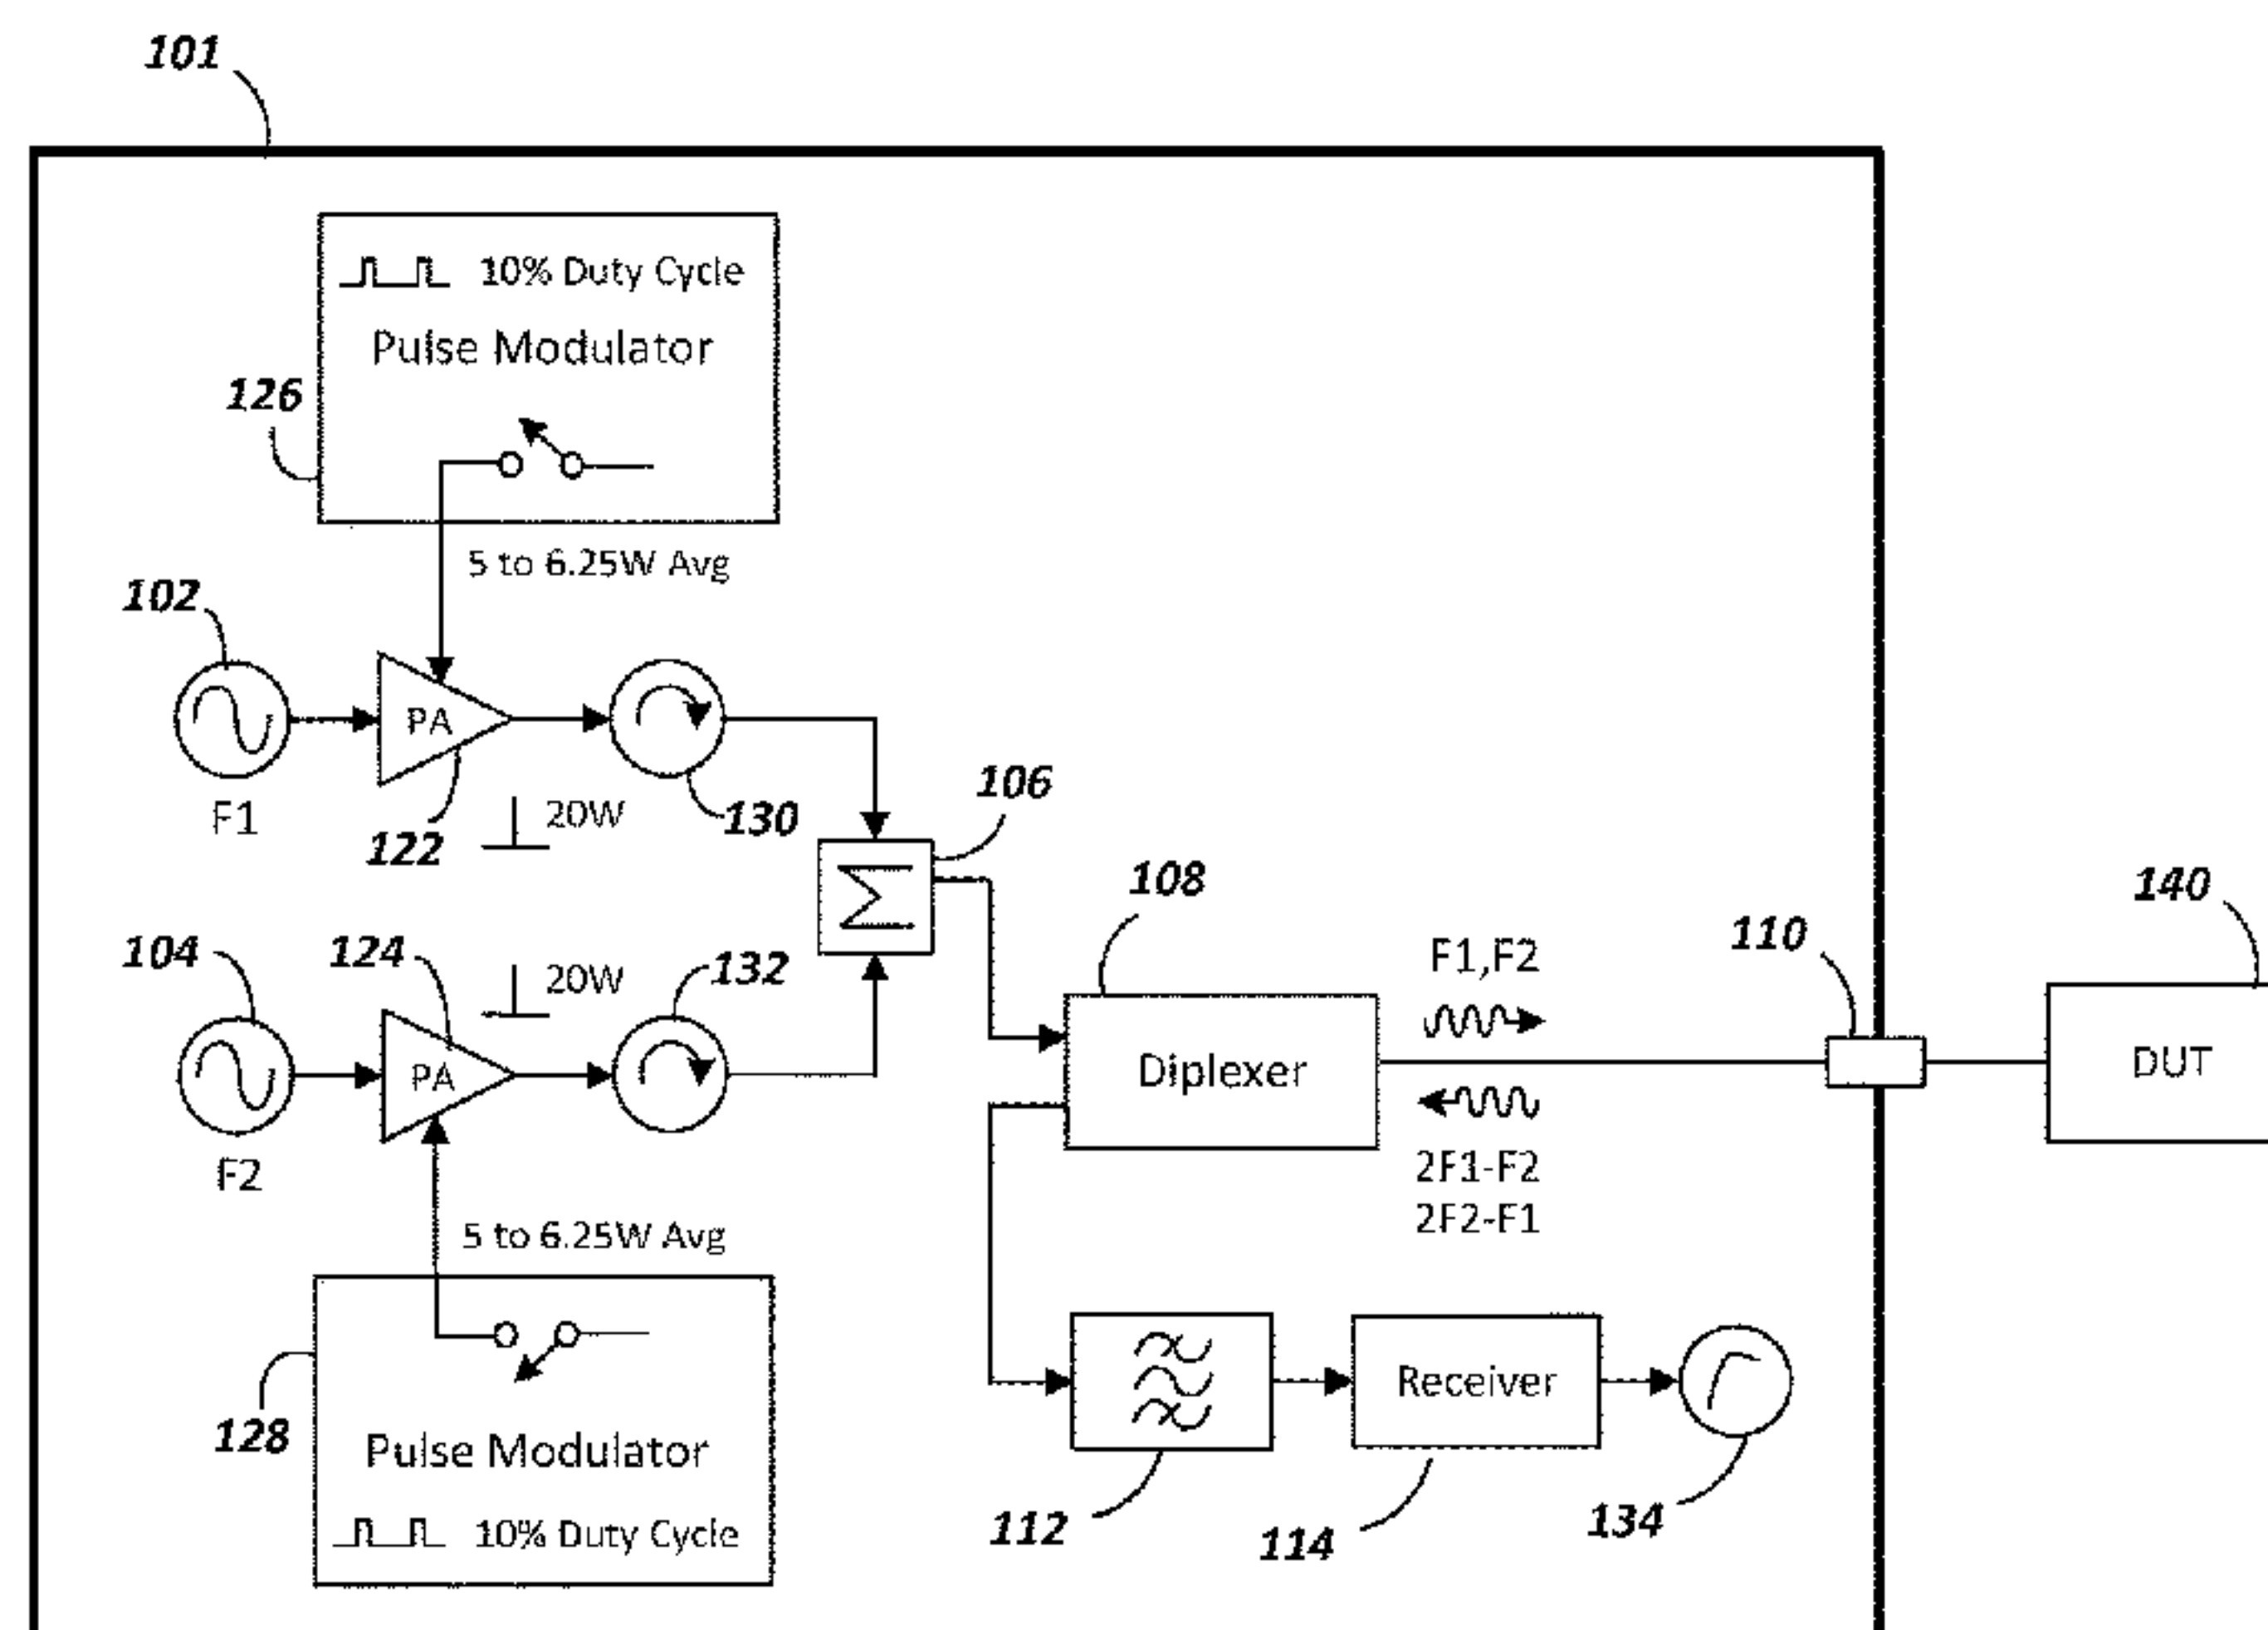 101
10% Duty Cycle
Pulse Modulator
126
5 to 6.25W Avg
102
PA
F1
122
20W
130
106
108
104
124
20W
132
PA
F2
F1,F2
110
140
Diplexer
DUT
2F1-F2
2F2-F1
5 to 6.25W Avg
128
Pulse Modulator
10% Duty Cycle
Receiver
112
114
134